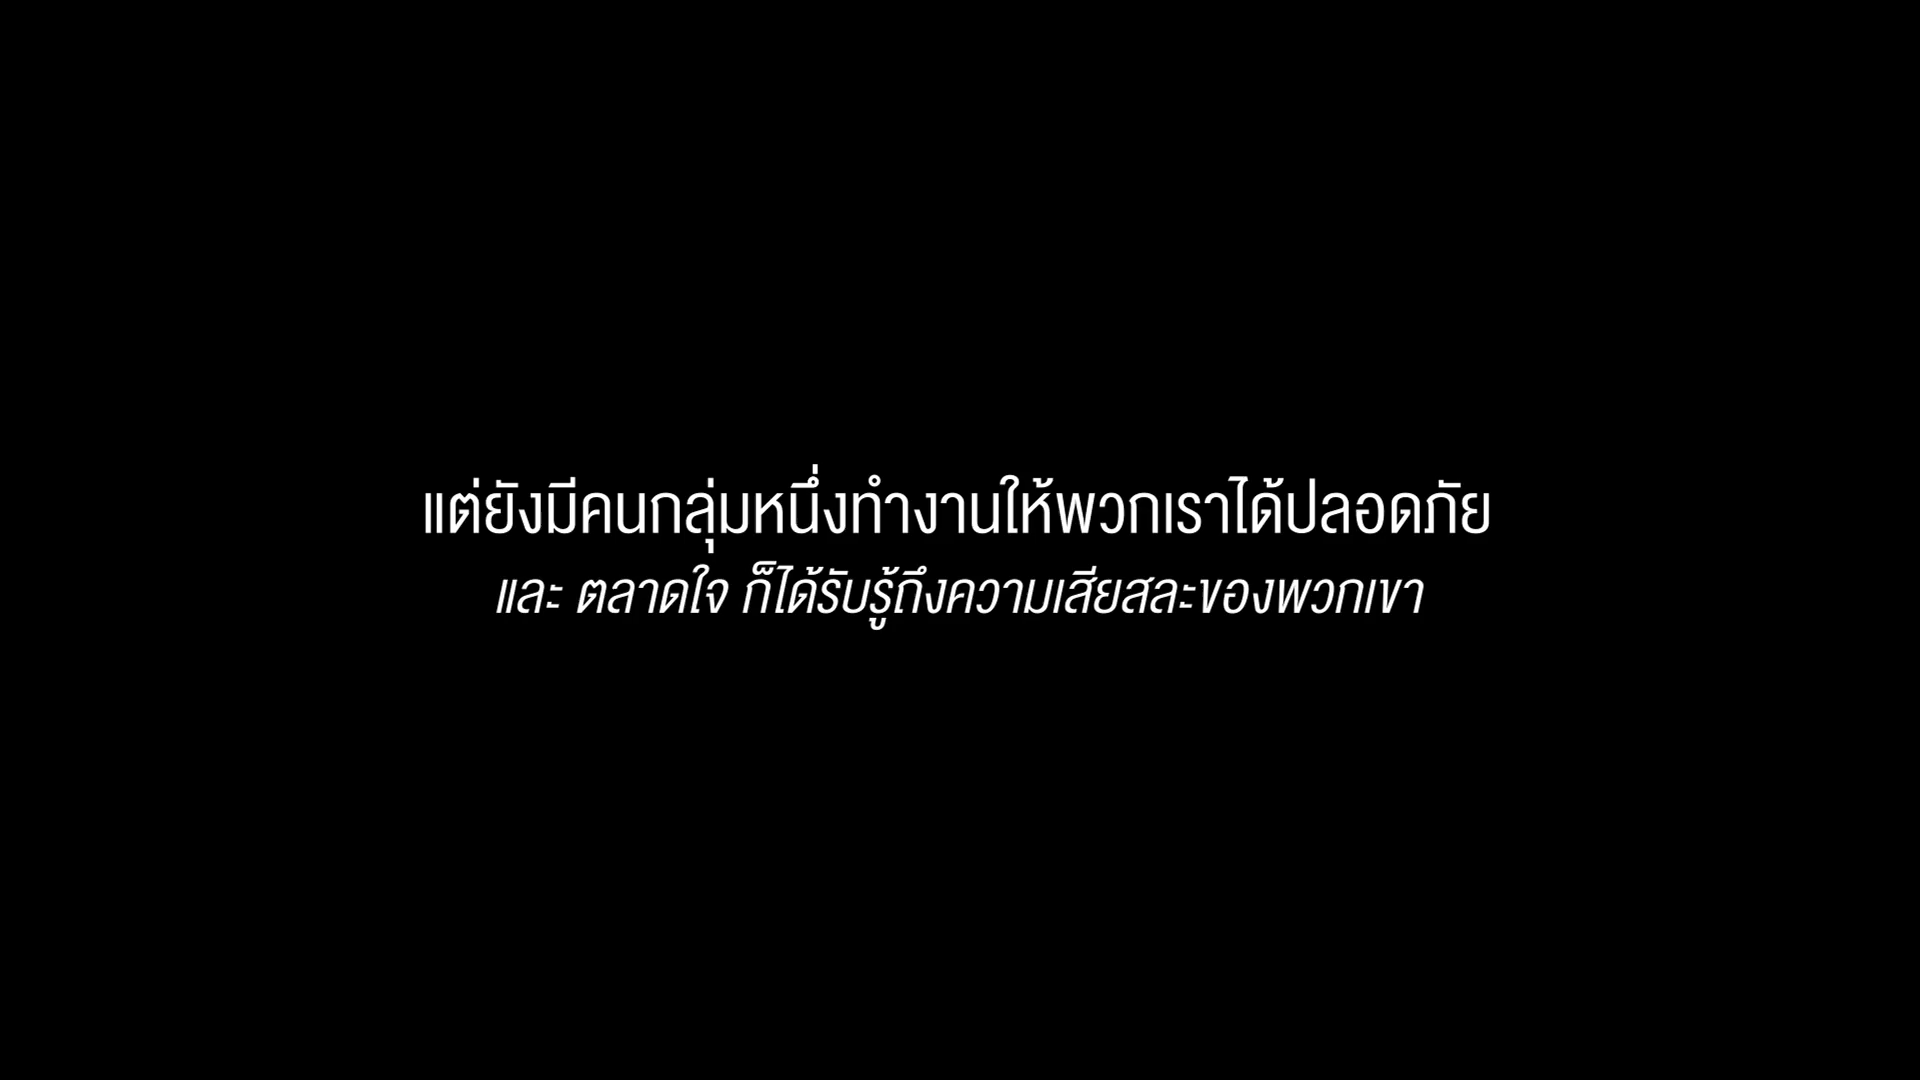 แต่ยังมีคนกลุ่มหนึ่งทำงานให้พวกเราได้ปลอดภัย
และ ตลาดใจ ก็ได้รับรู้ถึงความเสียสละของพวกเขา